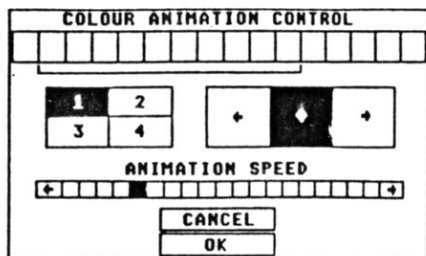 COLOUR ANIMATION CONTROL
1 2
3 4
← ♦ →
ANIMATION SPEED
← →
CANCEL
OK